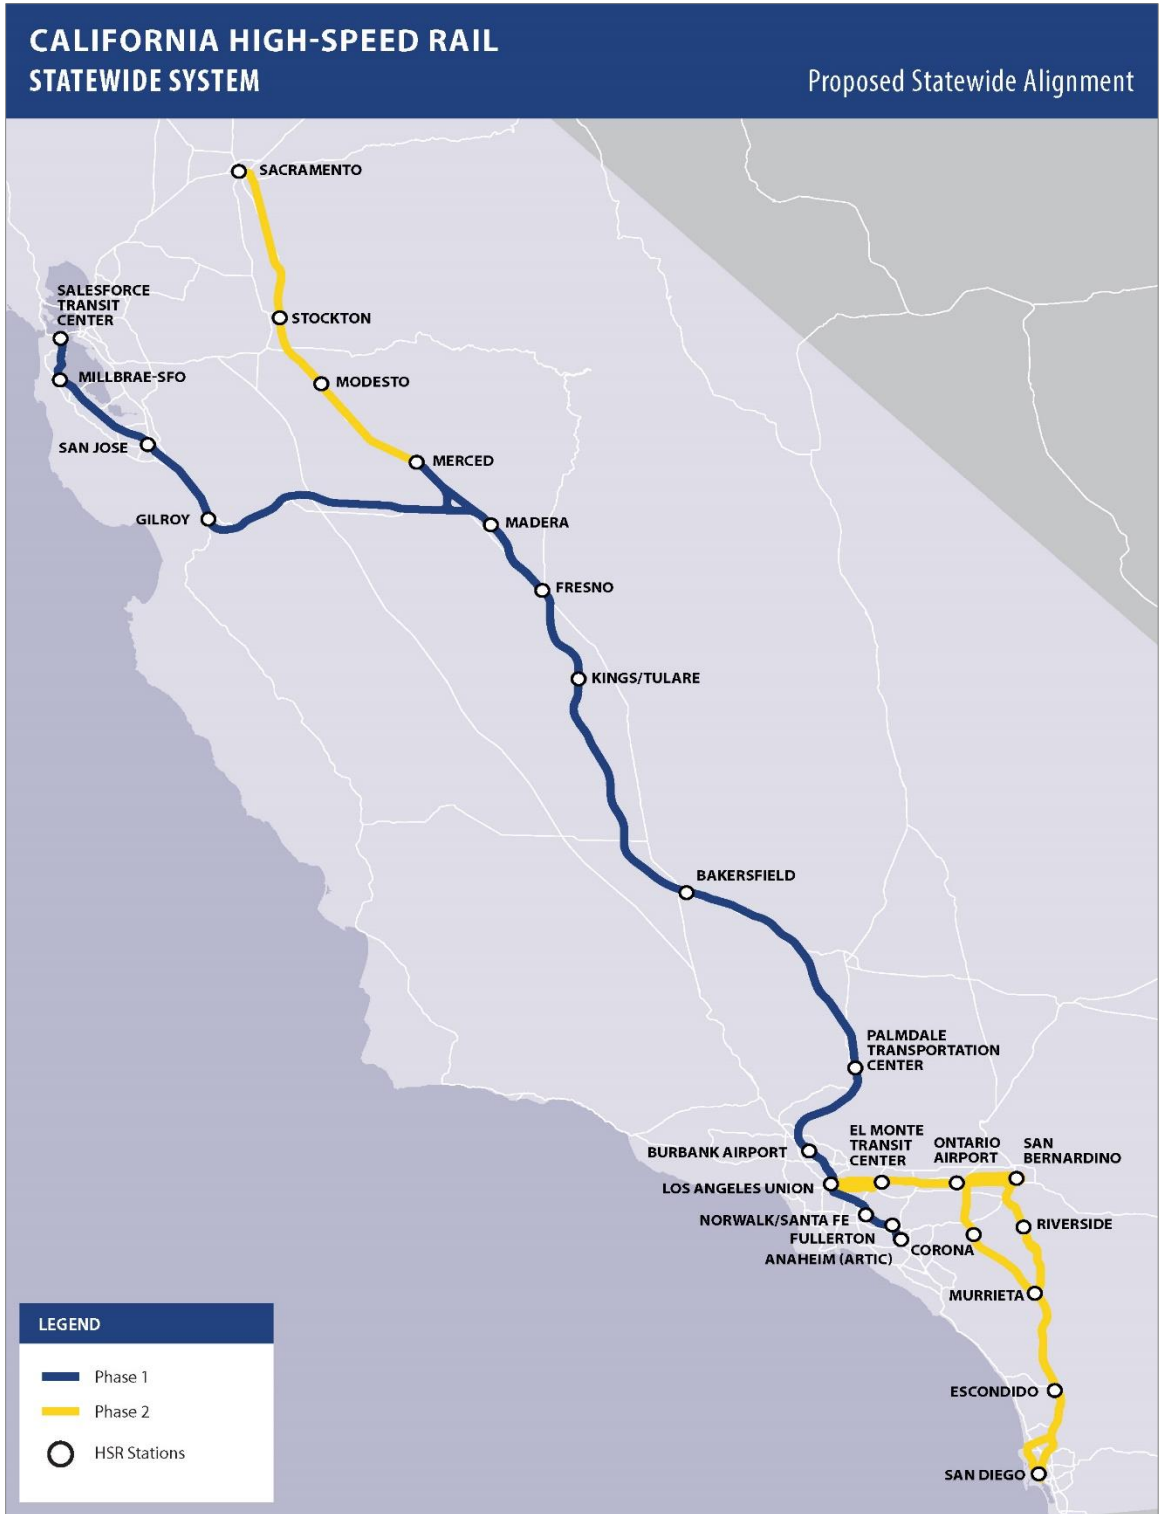 CALIFORNIA HIGH-SPEED RAIL
STATEWIDE SYSTEM
Proposed Statewide Alignment
SACRAMENTO
SALESFORCE
TRANSIT
CENTER
STOCKTON
MILLBRAE-SFO
MODESTO
SAN JOSE
MERCED
GILROY
MADERA
FRESNO
KINGS/TULARE
BAKERSFIELD
PALMDALE
TRANSPORTATION
CENTER
BURBANK AIRPORT
EL MONTE
TRANSIT
CENTER
ONTARIO
AIRPORT
SAN
BERNARDINO
LOS ANGELES UNION
NORWALK/SANTA FE
FULLERTON
ANAHEIM (ARTIC)
CORONA
RIVERSIDE
MURRIETA
ESCONDIDO
SAN DIEGO
LEGEND
Phase 1
Phase 2
HSR Stations